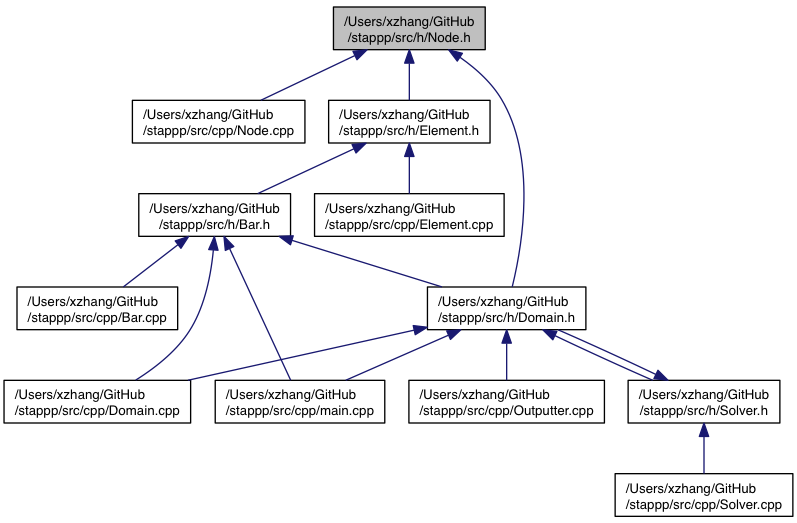 /Users/xzhang/GitHub
/stappp/src/h/Node.h
/Users/xzhang/GitHub
/stappp/src/cpp/Node.cpp
/Users/xzhang/GitHub
/stappp/src/h/Element.h
/Users/xzhang/GitHub
/stappp/src/h/Bar.h
/Users/xzhang/GitHub
/stappp/src/cpp/Element.cpp
/Users/xzhang/GitHub
/stappp/src/cpp/Bar.cpp
/Users/xzhang/GitHub
/stappp/src/h/Domain.h
/Users/xzhang/GitHub
/stappp/src/cpp/Domain.cpp
/Users/xzhang/GitHub
/stappp/src/cpp/main.cpp
/Users/xzhang/GitHub
/stappp/src/cpp/Outputter.cpp
/Users/xzhang/GitHub
/stappp/src/h/Solver.h
/Users/xzhang/GitHub
/stappp/src/cpp/Solver.cpp